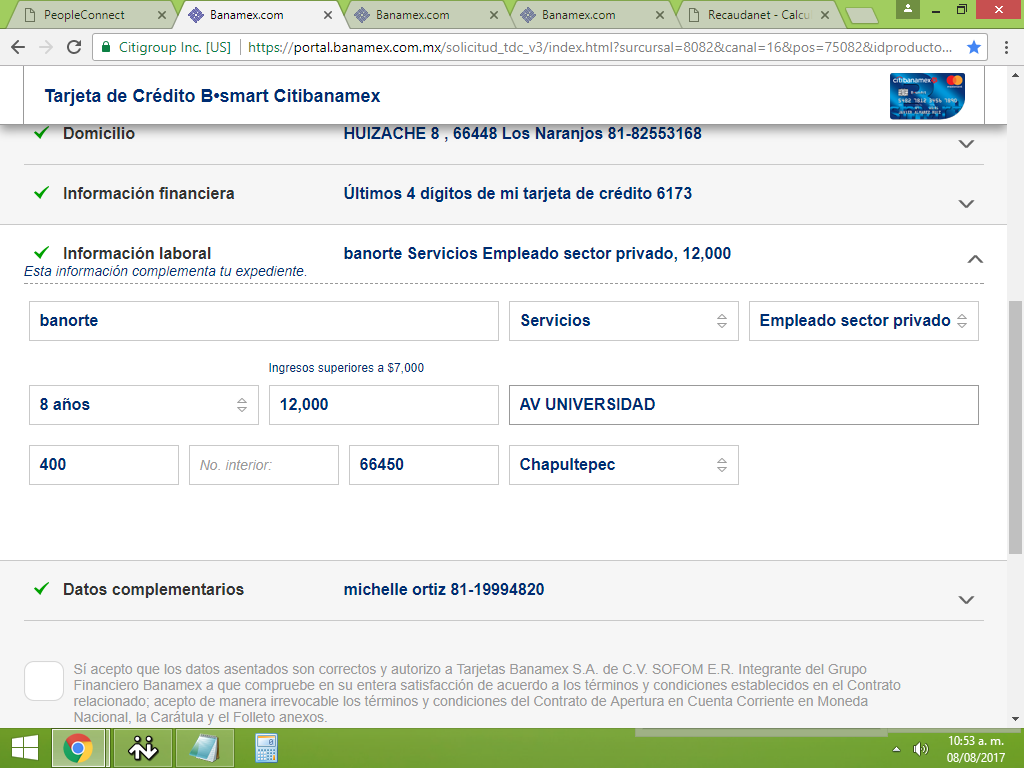 PeopleConnect
Banamex.com
Banamex.com
Banamex.com
Recaudanet - Calcu
Citigroup Inc. [US]
https://portal.banamex.com.mx/solicitud_tdc_v3/index.html?sursursal=8082&canal=16&pos=75082&idproducto...
Tarjeta de Crédito B•smart Citibanamex
citibanamex
Domicilio
HUIZACHE 8 , 66448 Los Naranjos 81-82553168
Información financiera
Últimos 4 dígitos de mi tarjeta de crédito 6173
Información laboral
banorte Servicios Empleado sector privado, 12,000
Esta información complementa tu expediente.
banorte
Servicios
Empleado sector privado
Ingresos superiores a $7,000
8 años
12,000
AV UNIVERSIDAD
400
No. interior:
66450
Chapultepec
Datos complementarios
michelle ortiz 81-19994820
Sí acepto que los datos asentados son correctos y autorizo a Tarjetas Banamex S.A. de C.V. SOFOM E.R. Integrante del Grupo
Financiero Banamex a que compruebe en su entera satisfacción de acuerdo a los términos y condiciones establecidos en el Contrato
relacionado; acepto de manera irrevocable los términos y condiciones del Contrato de Apertura en Cuenta Corriente en Moneda
Nacional, la Carátula y el Folleto anexos.
10:53 a. m.
08/08/2017